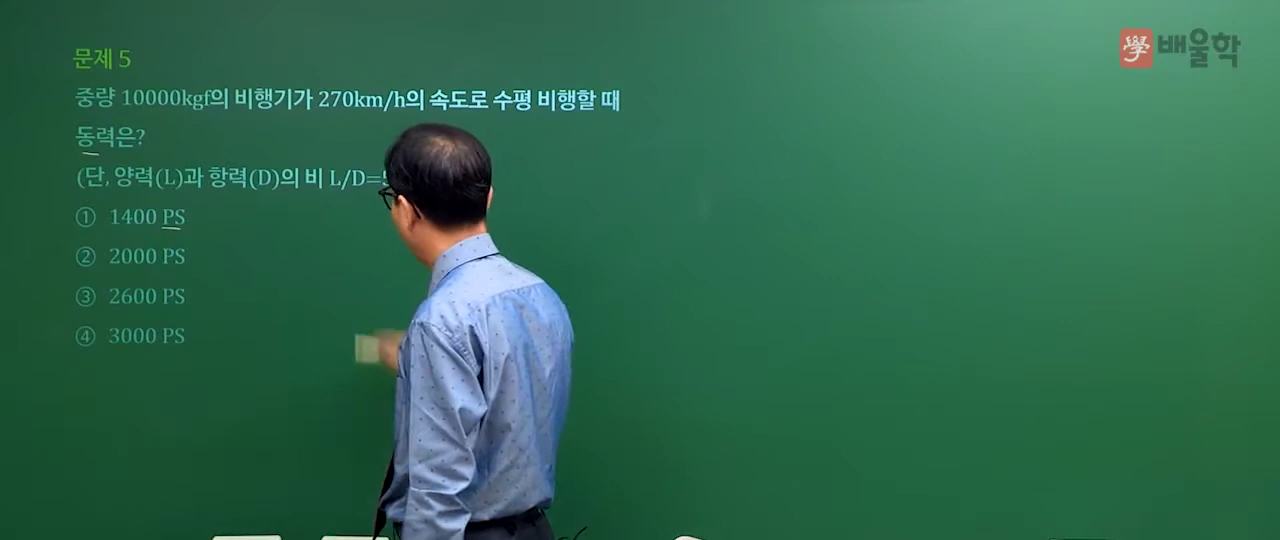 學 배울학
문제 5
중량 10000kgf의 비행기가 270km/h의 속도로 수평 비행할 때
동력은?
(단, 양력(L)과 항력(D)의 비 L/D=5
① 1400 PS
② 2000 PS
③ 2600 PS
④ 3000 PS